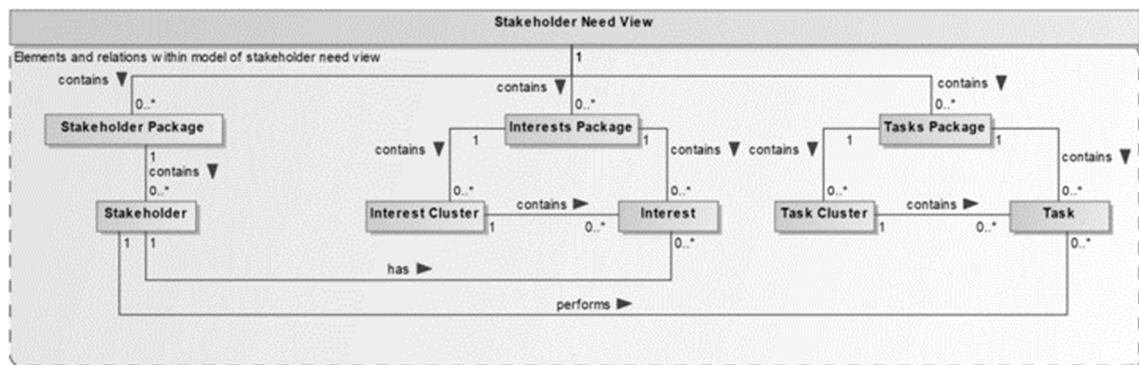 Stakeholder Need View
Elements and relations within model of stakeholder need view
1
contains
contains
contains
0..*
0..*
0..*
Stakeholder Package
Interests Package
Tasks Package
1
1
1
1
1
contains
contains
contains
contains
contains
0..*
0..*
0..*
0..*
0..*
Stakeholder
Interest Cluster
contains
Interest
Task Cluster
contains
Task
1
0..*
1
0..*
1
1
0..*
0..*
has
performs